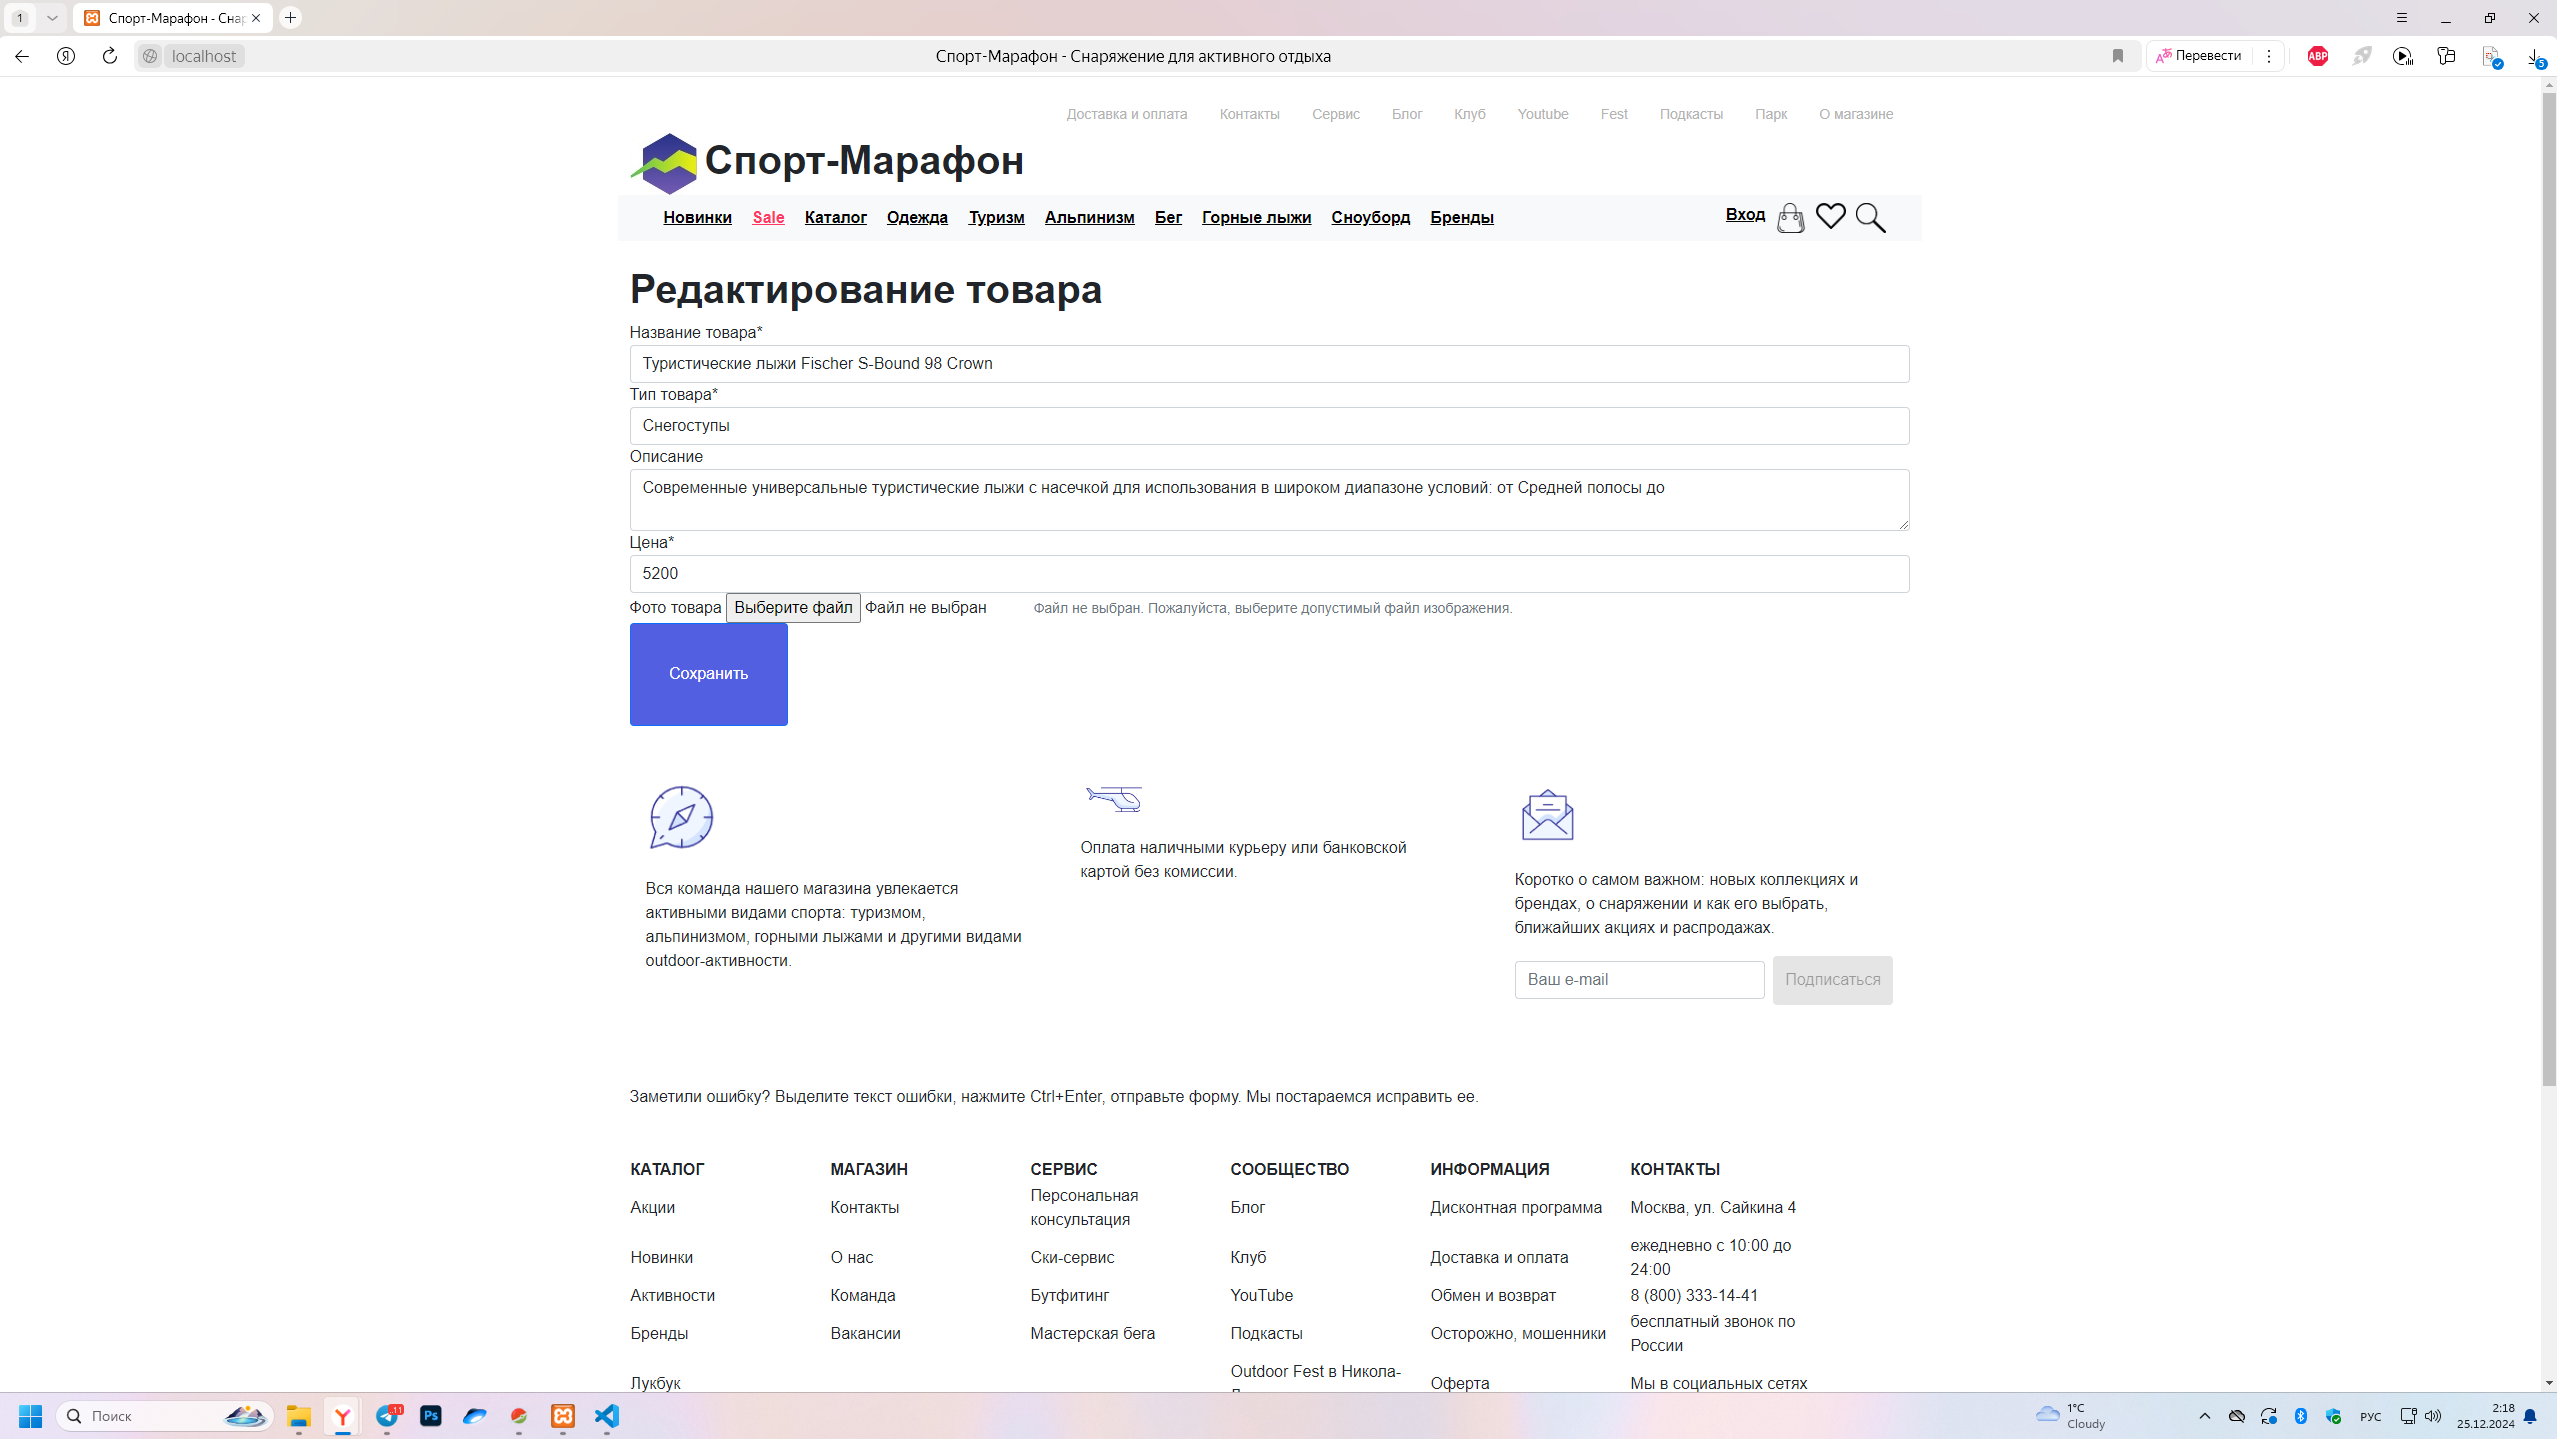 1
Спорт-Марафон - Снар
localhost
Спорт-Марафон - Снаряжение для активного отдыха
Перевести
ABP
5
Доставка и оплата Контакты Сервис Блог Клуб Youtube Fest Подкасты Парк О магазине
Спорт-Марафон
Новинки Sale Каталог Одежда Туризм Альпинизм Бег Горные лыжи Сноуборд Бренды Вход
Редактирование товара
Название товара*
Туристические лыжи Fischer S-Bound 98 Crown
Тип товара*
Снегоступы
Описание
Современные универсальные туристические лыжи с насечкой для использования в широком диапазоне условий: от Средней полосы до
Цена*
5200
Фото товара Выберите файл Файл не выбран Файл не выбран. Пожалуйста, выберите допустимый файл изображения.
Сохранить
Вся команда нашего магазина увлекается
активными видами спорта: туризмом,
альпинизмом, горными лыжами и другими видами
outdoor-активности.
Оплата наличными курьеру или банковской
картой без комиссии.
Коротко о самом важном: новых коллекциях и
брендах, о снаряжении и как его выбрать,
ближайших акциях и распродажах.
Ваш e-mail Подписаться
Заметили ошибку? Выделите текст ошибки, нажмите Ctrl+Enter, отправьте форму. Мы постараемся исправить ее.
КАТАЛОГ
Акции
Новинки
Активности
Бренды
Лукбук
МАГАЗИН
Контакты
О нас
Команда
Вакансии
СЕРВИС
Персональная
консультация
Ски-сервис
Бутфитинг
Мастерская бега
СООБЩЕСТВО
Блог
Клуб
YouTube
Подкасты
Outdoor Fest в Никола-
ИНФОРМАЦИЯ
Дисконтная программа
Доставка и оплата
Обмен и возврат
Осторожно, мошенники
Оферта
КОНТАКТЫ
Москва, ул. Сайкина 4
ежедневно с 10:00 до
24:00
8 (800) 333-14-41
бесплатный звонок по
России
Мы в социальных сетях
Поиск
11
Ps
1°C
Cloudy
РУС
2:18
25.12.2024